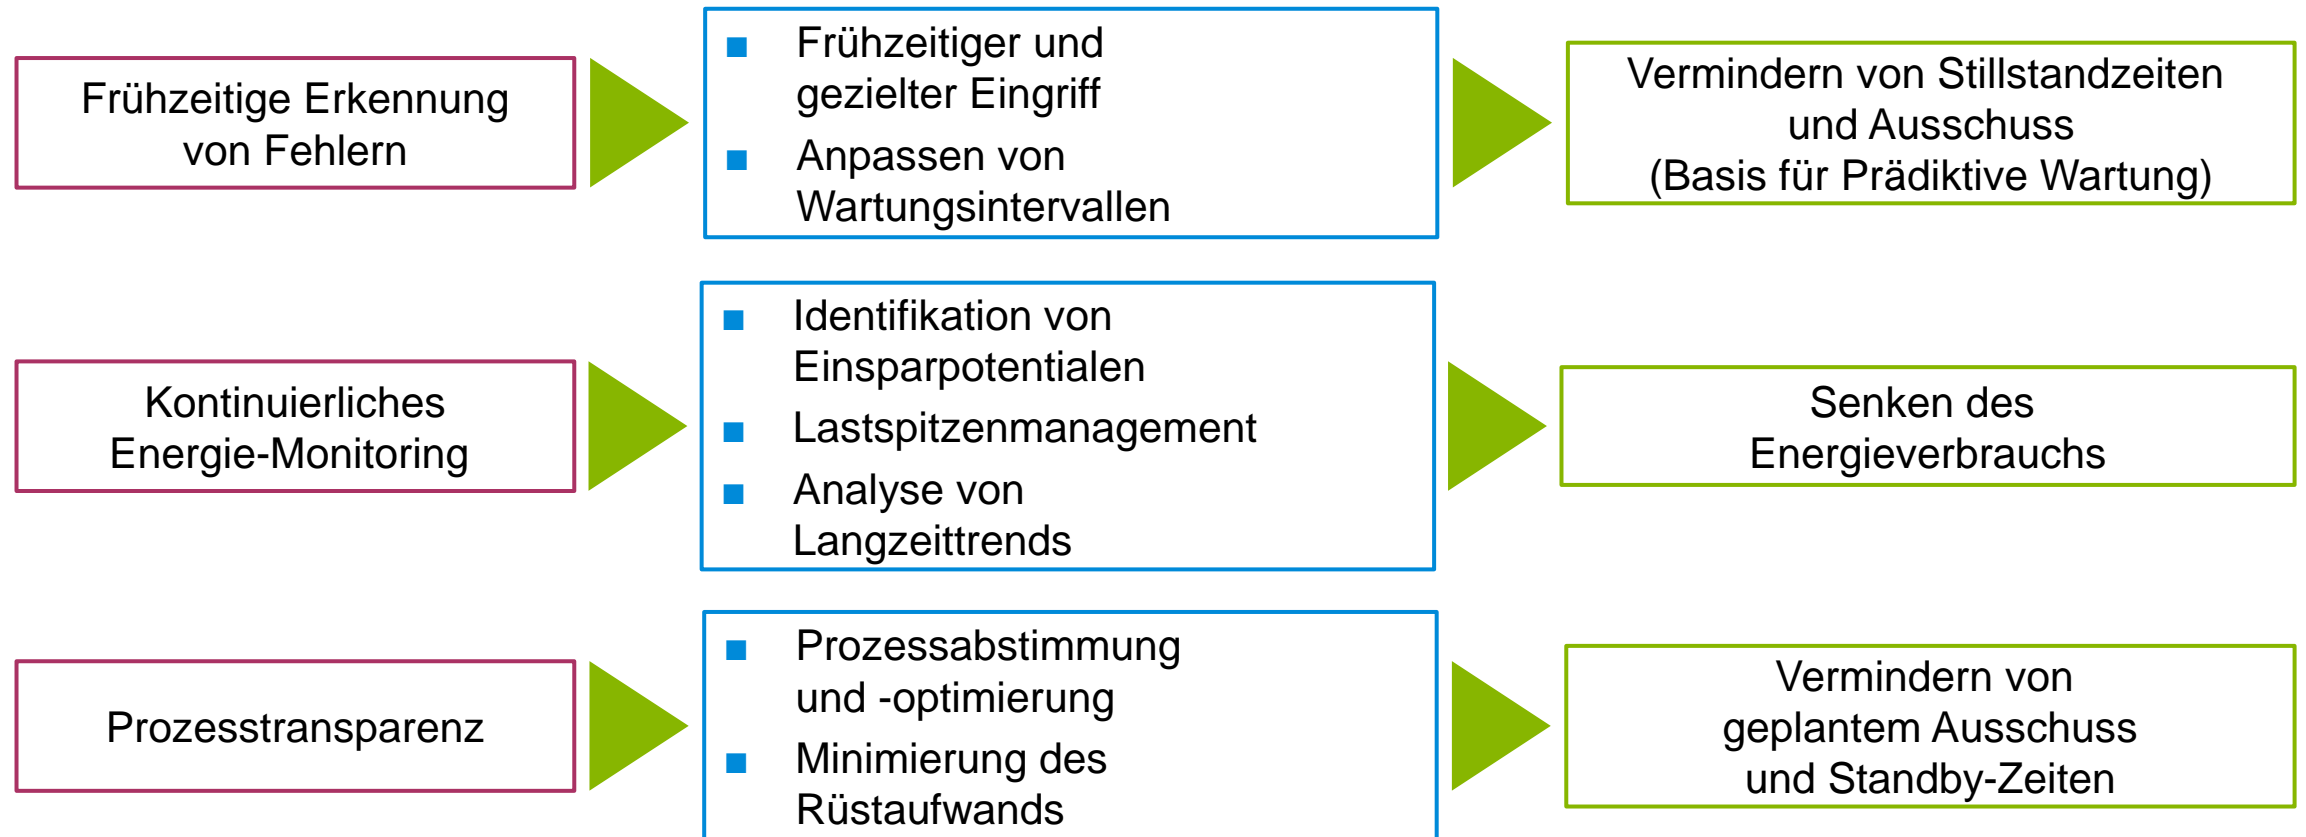 Frühzeitige Erkennung
von Fehlern
■ Frühzeitiger und
gezielter Eingriff
■ Anpassen von
Wartungsintervallen
Vermindern von Stillstandzeiten
und Ausschuss
(Basis für Prädiktive Wartung)
Kontinuierliches
Energie-Monitoring
■ Identifikation von
Einsparpotentialen
■ Lastspitzenmanagement
■ Analyse von
Langzeittrends
Senken des
Energieverbrauchs
Prozesstransparenz
■ Prozessabstimmung
und -optimierung
■ Minimierung des
Rüstaufwands
Vermindern von
geplantem Ausschuss
und Standby-Zeiten